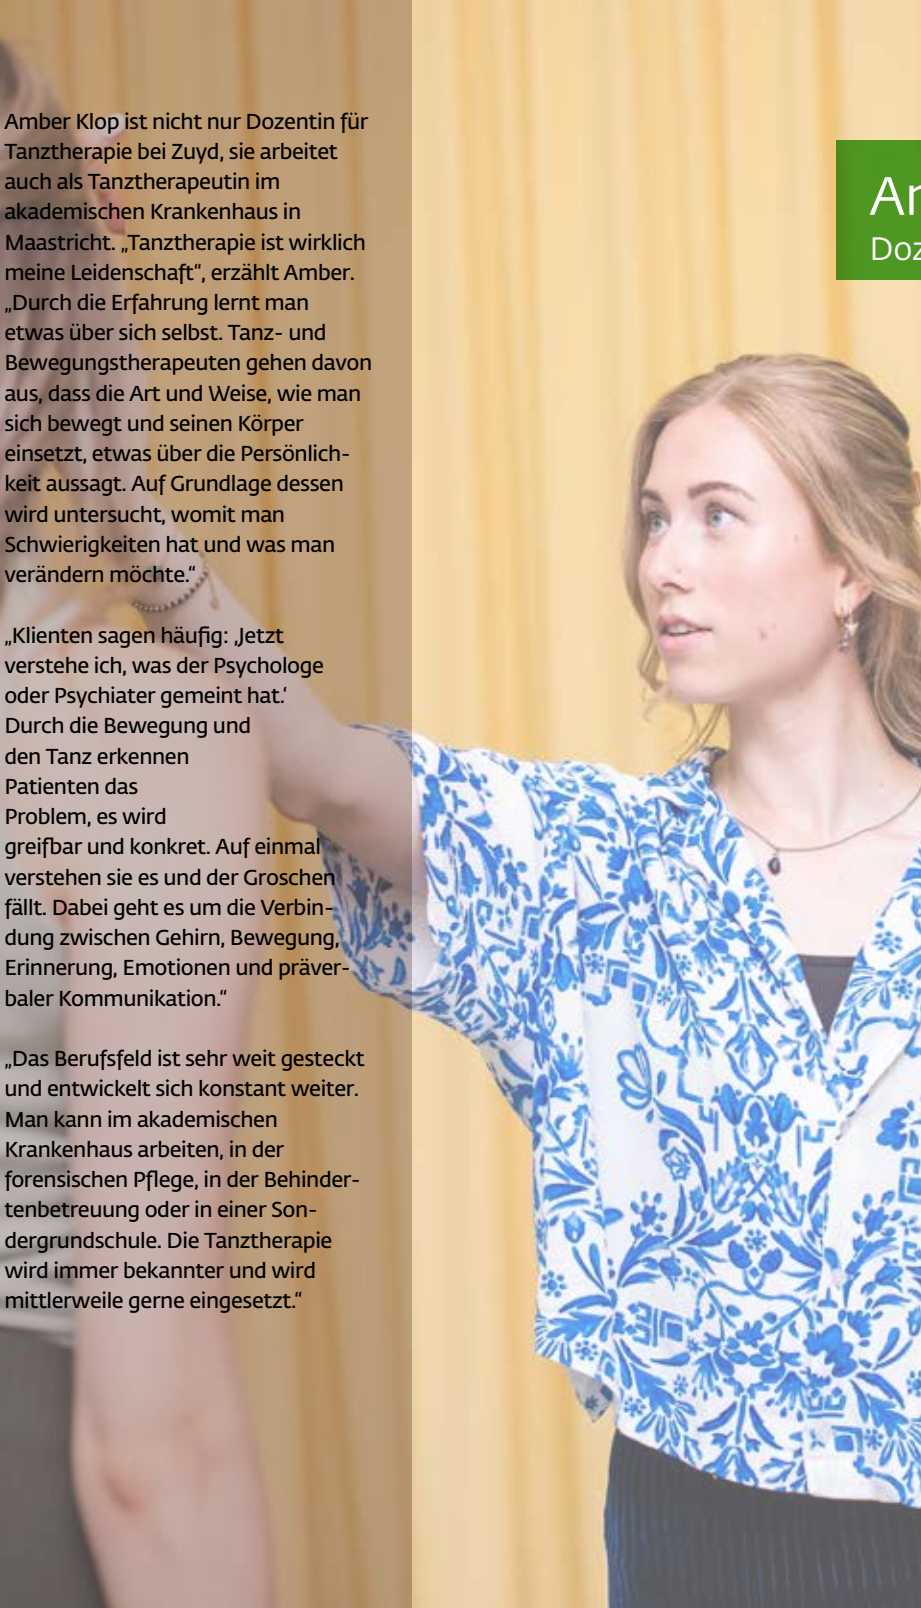 Amber Klop ist nicht nur Dozentin für
Tanztherapie bei Zuyd, sie arbeitet
auch als Tanztherapeutin im
akademischen Krankenhaus in
Maastricht. „Tanztherapie ist wirklich
meine Leidenschaft“, erzählt Amber.
„Durch die Erfahrung lernt man
etwas über sich selbst. Tanz- und
Bewegungstherapeuten gehen davon
aus, dass die Art und Weise, wie man
sich bewegt und seinen Körper
einsetzt, etwas über die Persönlich-
keit aussagt. Auf Grundlage dessen
wird untersucht, womit man
Schwierigkeiten hat und was man
verändern möchte.“
„Klienten sagen häufig: ‚Jetzt
verstehe ich, was der Psychologe
oder Psychiater gemeint hat.‘
Durch die Bewegung und
den Tanz erkennen
Patienten das
Problem, es wird
greifbar und konkret. Auf einmal
verstehen sie es und der Groschen
fällt. Dabei geht es um die Verbin-
dung zwischen Gehirn, Bewegung,
Erinnerung, Emotionen und präver-
baler Kommunikation.“
„Das Berufsfeld ist sehr weit gesteckt
und entwickelt sich konstant weiter.
Man kann im akademischen
Krankenhaus arbeiten, in der
forensischen Pflege, in der Behinder-
tenbetreuung oder in einer Son-
dergrundschule. Die Tanztherapie
wird immer bekannter und wird
mittlerweile gerne eingesetzt.“